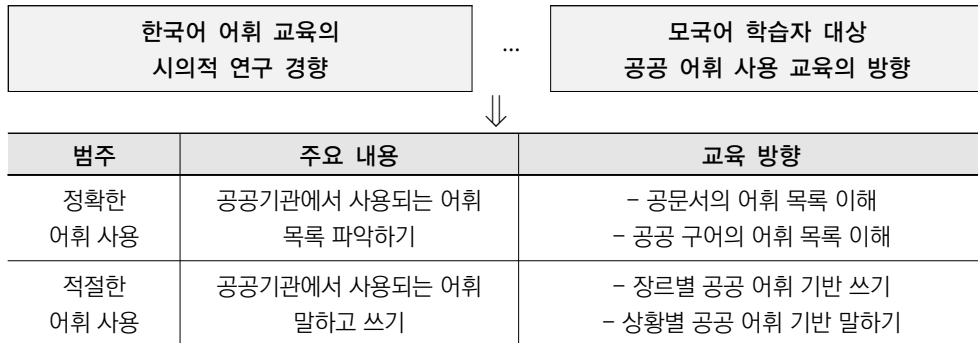 한국어 어휘 교육의
시의적 연구 경향
...
모국어 학습자 대상
공공 어휘 사용 교육의 방향
⇓
범주
주요 내용
교육 방향
정확한
어휘 사용
공공기관에서 사용되는 어휘
목록 파악하기
- 공문서의 어휘 목록 이해
- 공공 구어의 어휘 목록 이해
적절한
어휘 사용
공공기관에서 사용되는 어휘
말하고 쓰기
- 장르별 공공 어휘 기반 쓰기
- 상황별 공공 어휘 기반 말하기